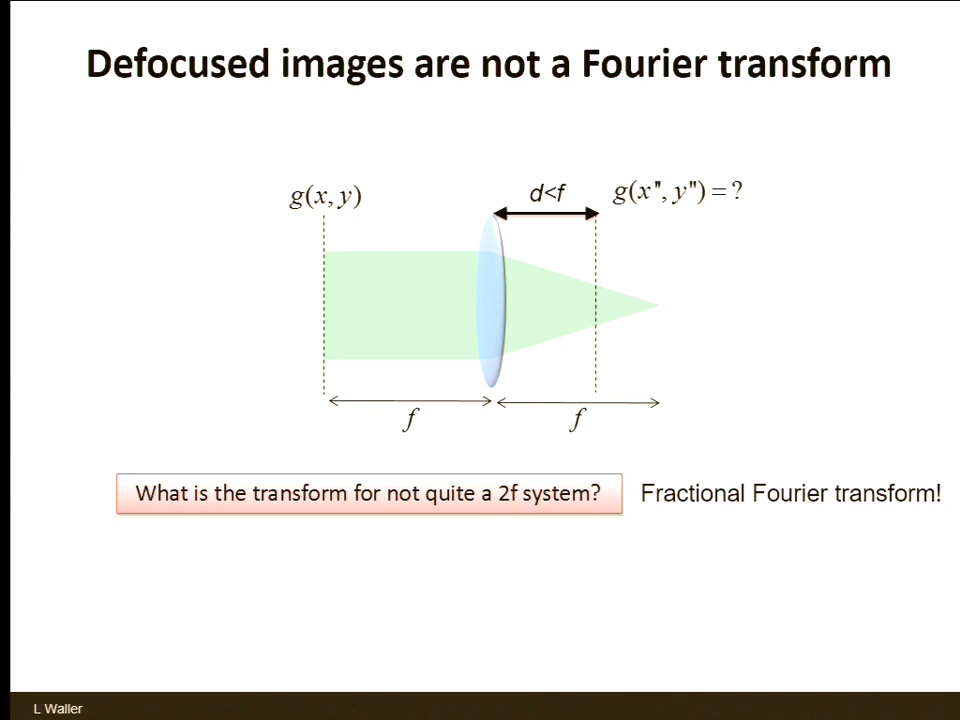 Defocused images are not a Fourier transform
g(x, y)
d<f
g(x", y") = ?
f
f
What is the transform for not quite a 2f system?
Fractional Fourier transform!
L Waller